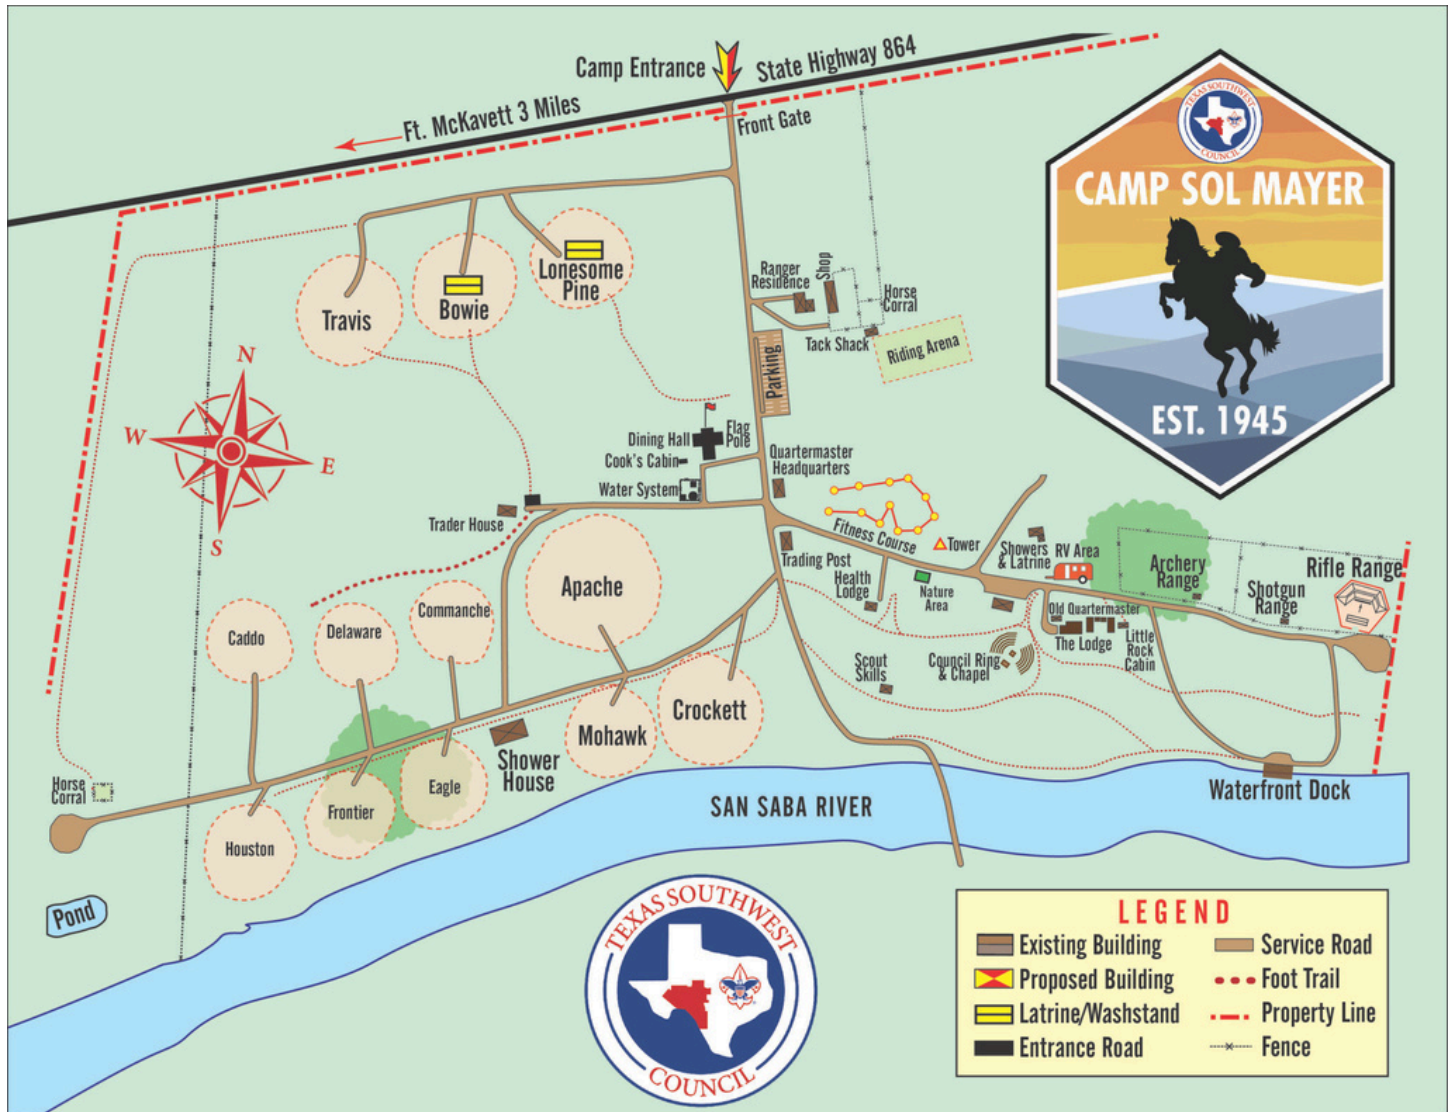 Camp Entrance
State Highway 864
Ft. McKavett 3 Miles
Front Gate
TEXAS SOUTHWEST
COUNCIL
CAMP SOL MAYER
EST. 1945
Travis
Bowie
Lonesome
Pine
Ranger
Residence
Shop
Horse
Corral
Tack Shack
Riding Arena
Parking
N
W
E
S
Dining Hall
Flag
Pole
Cook's Cabin
Water System
Quartermaster
Headquarters
Trader House
Fitness Course
Tower
Showers
& Latrine
RV Area
Archery
Range
Shotgun
Range
Rifle Range
Trading Post
Health
Lodge
Nature
Area
Old Quartermaster
The Lodge
Little
Rock
Cabin
Council Ring
& Chapel
Scout
Skills
Apache
Commanche
Delaware
Caddo
Crockett
Mohawk
Shower
House
Eagle
Frontier
Houston
Horse
Corral
Pond
SAN SABA RIVER
Waterfront Dock
TEXAS SOUTHWEST
COUNCIL
LEGEND
Existing Building
Proposed Building
Latrine/Washstand
Entrance Road
Service Road
Foot Trail
Property Line
Fence